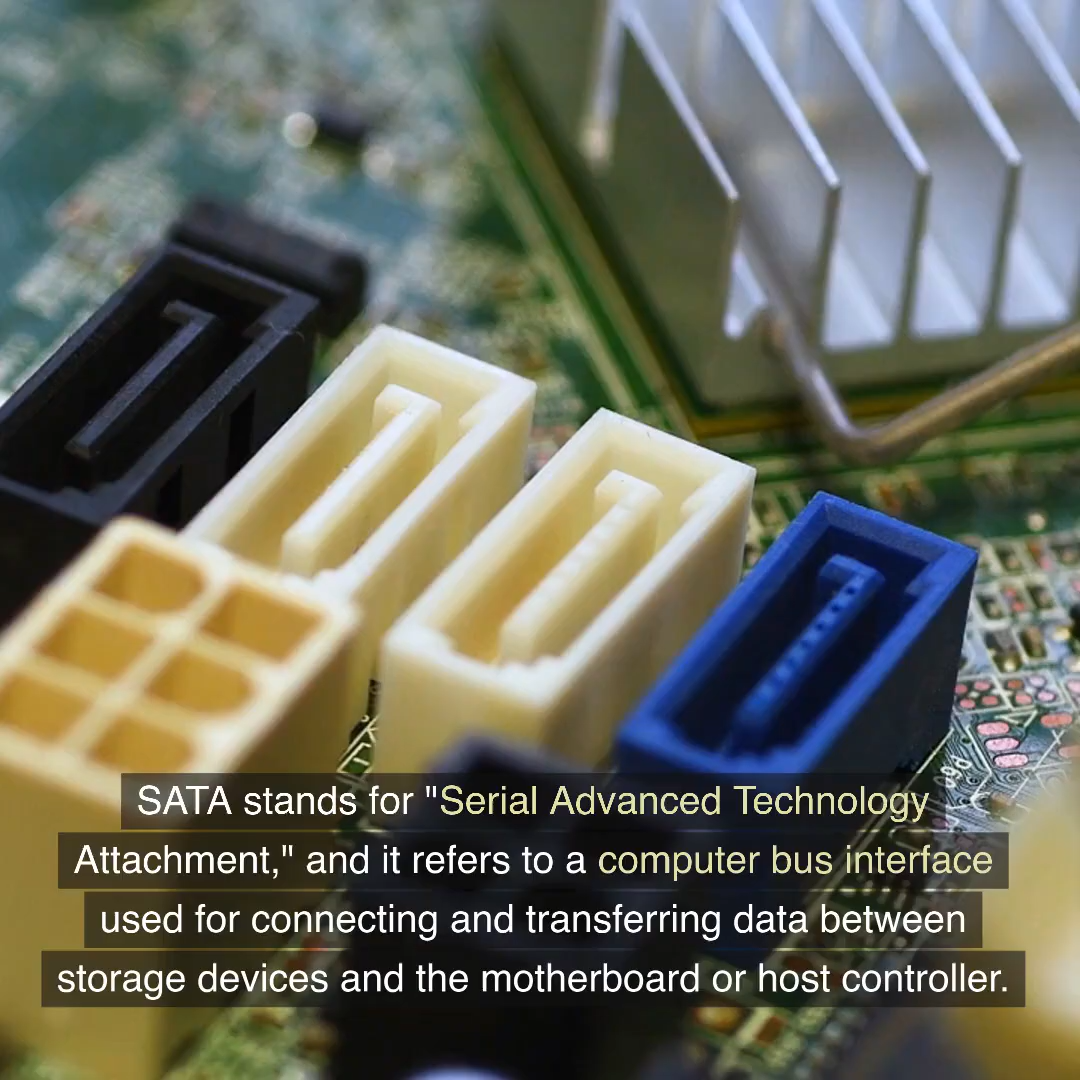 SATA stands for "Serial Advanced Technology
Attachment," and it refers to a computer bus interface
used for connecting and transferring data between
storage devices and the motherboard or host controller.